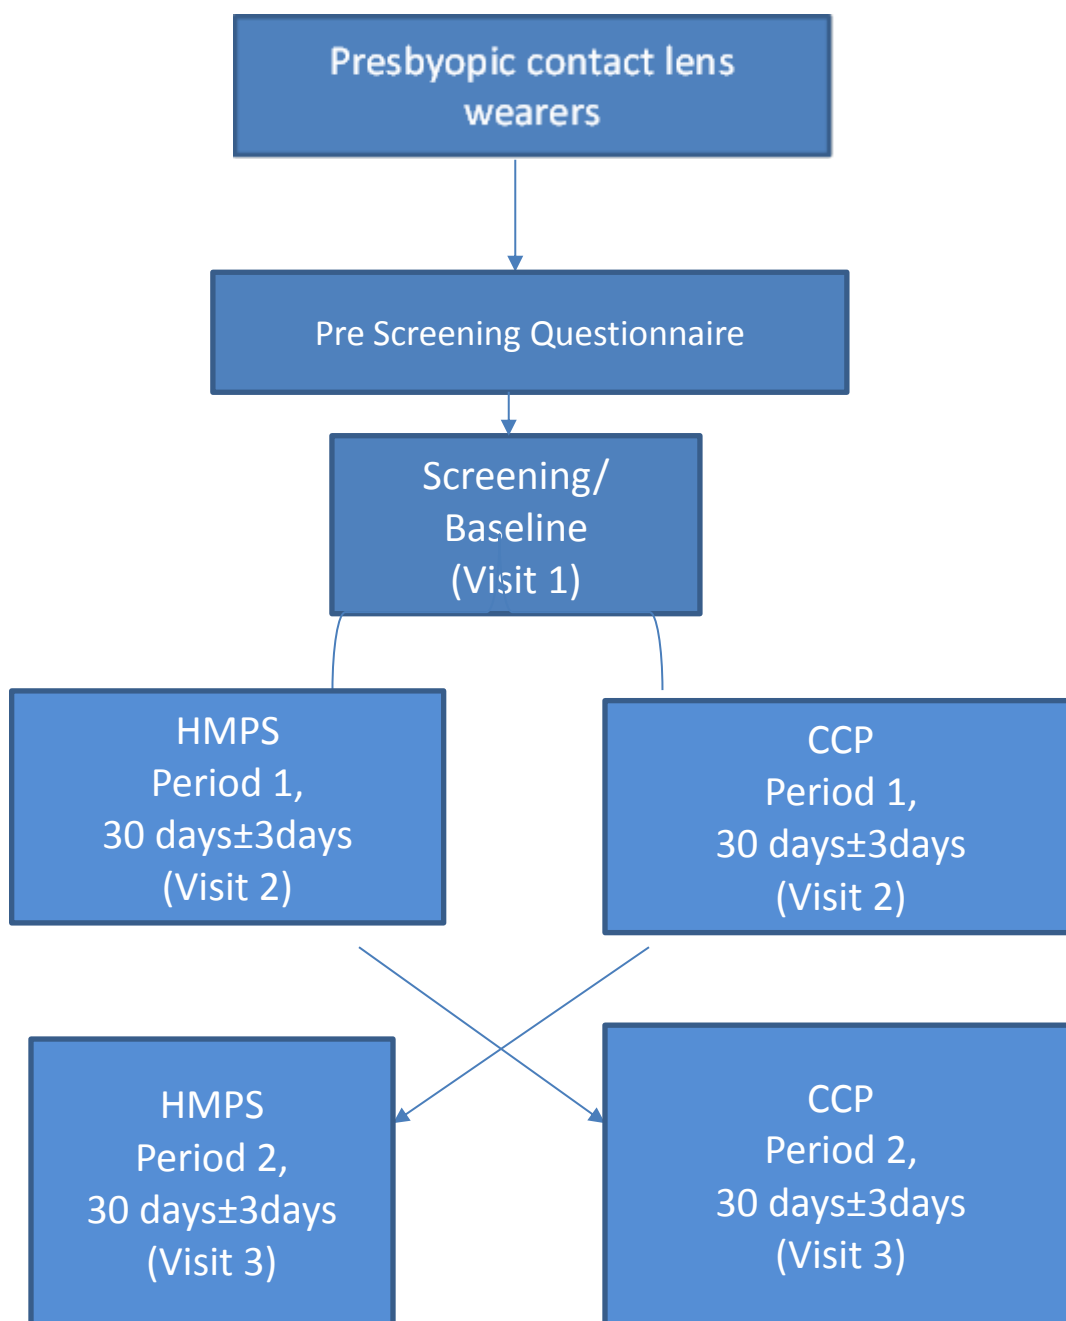 Presbyopic contact lens
wearers
Pre Screening Questionnaire
Screening/
Baseline
(Visit 1)
HMPS
Period 1,
30 days±3days
(Visit 2)
CCP
Period 1,
30 days±3days
(Visit 2)
HMPS
Period 2,
30 days±3days
(Visit 3)
CCP
Period 2,
30 days±3days
(Visit 3)